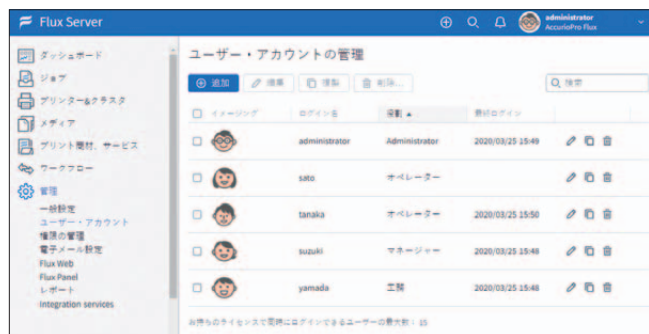 Flux Server
administrator
AccurioPro Flux
ダッシュボード
ジョブ
プリンター&クラスタ
メディア
プリント商材、サービス
ワークフロー
管理
一般設定
ユーザー・アカウント
権限の管理
電子メール設定
Flux Web
Flux Panel
レポート
Integration services
ユーザー・アカウントの管理
追加 編集 複製 削除... 検索
イメージング ログイン名 役割 ▲ 最終ログイン
administrator Administrator 2020/03/25 15:49
sato オペレーター
tanaka オペレーター 2020/03/25 15:50
suzuki マネージャー 2020/03/25 15:48
yamada 工務 2020/03/25 15:48
お持ちのライセンスで同時にログインできるユーザーの最大数: